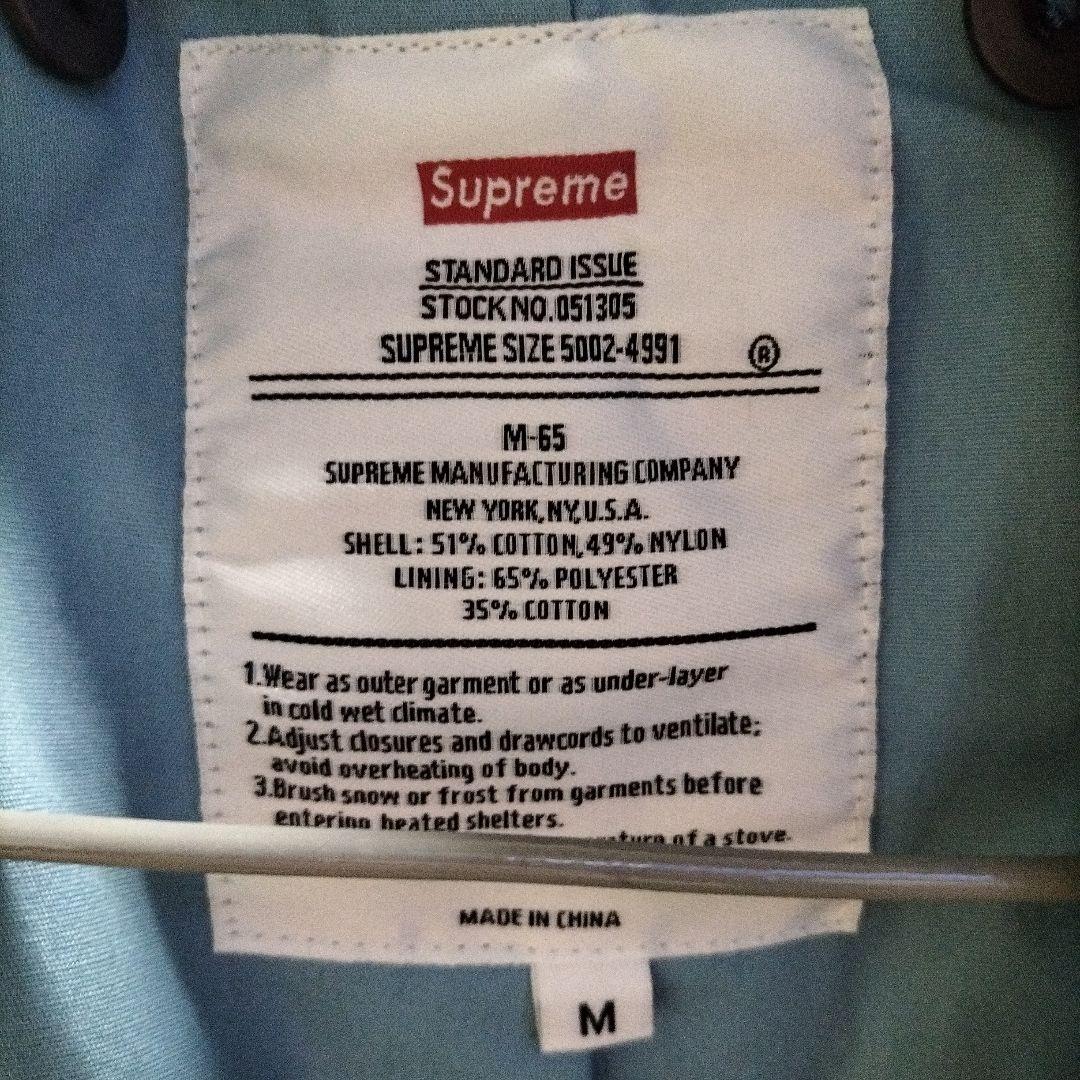 Supreme
STANDARD ISSUE
STOCK NO.051305
SUPREME SIZE 5002-4991 ®
M-65
SUPREME MANUFACTURING COMPANY
NEW YORK,NY,U.S.A.
SHELL: 51% COTTON,49% NYLON
LINING: 65% POLYESTER
35% COTTON
1.Wear as outer garment or as under-layer
in cold wet climate.
2.Adjust closures and drawcords to ventilate;
avoid overheating of body.
3.Brush snow or frost from garments before
entering heated shelters.
of a stove.
MADE IN CHINA
M